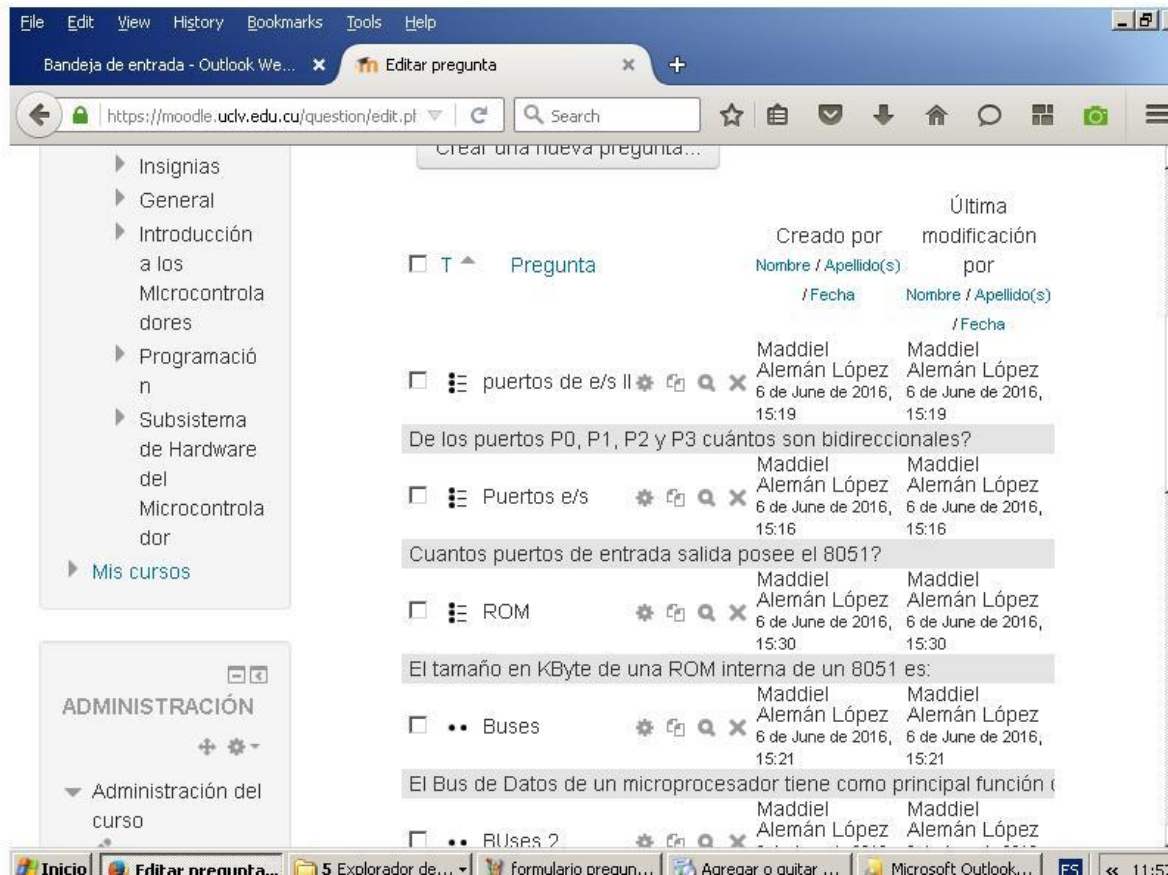 File Edit View History Bookmarks Tools Help
Bandeja de entrada - Outlook We... Editar pregunta
https://moodle.uclv.edu.cu/question/edit.ph Search
Insignias
General
Introducción
a los
MIcrocontrola
dores
Programació
n
Subsistema
de Hardware
del
Microcontrola
dor
Mis cursos
ADMINISTRACIÓN
Administración del
curso
Crear una nueva pregunta...
T Pregunta
Creado por
Nombre / Apellido(s)
/ Fecha
Última
modificación
por
Nombre / Apellido(s)
/ Fecha
puertos de e/s II
Maddiel
Alemán López
6 de June de 2016,
15:19
Maddiel
Alemán López
6 de June de 2016,
15:19
De los puertos P0, P1, P2 y P3 cuántos son bidireccionales?
Puertos e/s
Maddiel
Alemán López
6 de June de 2016,
15:16
Maddiel
Alemán López
6 de June de 2016,
15:16
Cuantos puertos de entrada salida posee el 8051?
ROM
Maddiel
Alemán López
6 de June de 2016,
15:30
Maddiel
Alemán López
6 de June de 2016,
15:30
El tamaño en KByte de una ROM interna de un 8051 es:
Buses
Maddiel
Alemán López
6 de June de 2016,
15:21
Maddiel
Alemán López
6 de June de 2016,
15:21
El Bus de Datos de un microprocesador tiene como principal función
BUses 2
Maddiel
Alemán López
Maddiel
Alemán López
Inicio Editar pregunta... 5 Explorador de... formulario pregun... Agregar o quitar ... Microsoft Outlook... ES